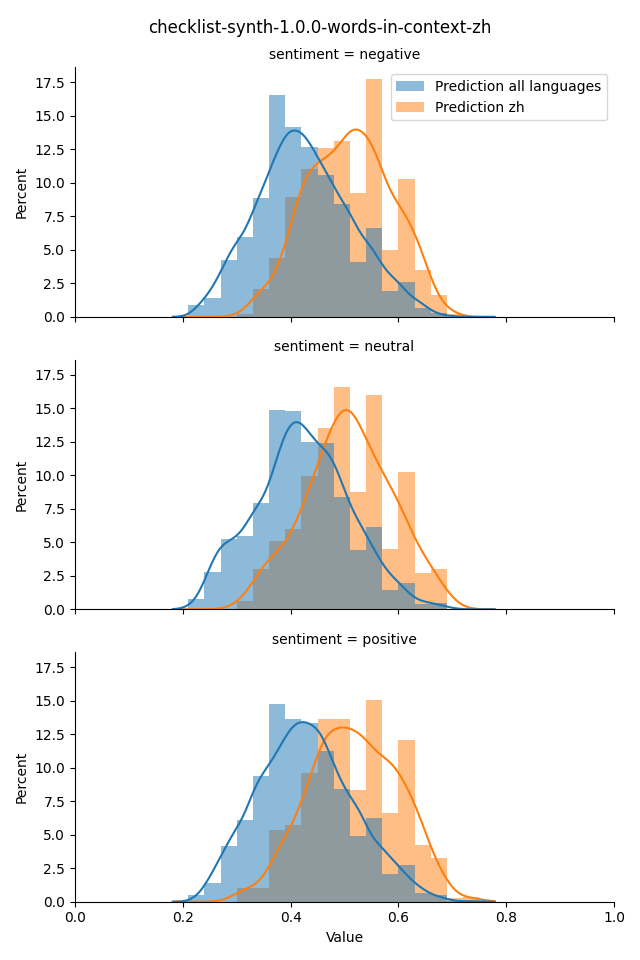 checklist-synth-1.0.0-words-in-context-zh
sentiment = negative
17.5
15.0
12.5
10.0
7.5
5.0
2.5
0.0
Percent
Prediction all languages
Prediction zh
sentiment = neutral
17.5
15.0
12.5
10.0
7.5
5.0
2.5
0.0
Percent
sentiment = positive
17.5
15.0
12.5
10.0
7.5
5.0
2.5
0.0
Percent
0.0 0.2 0.4 0.6 0.8 1.0
Value